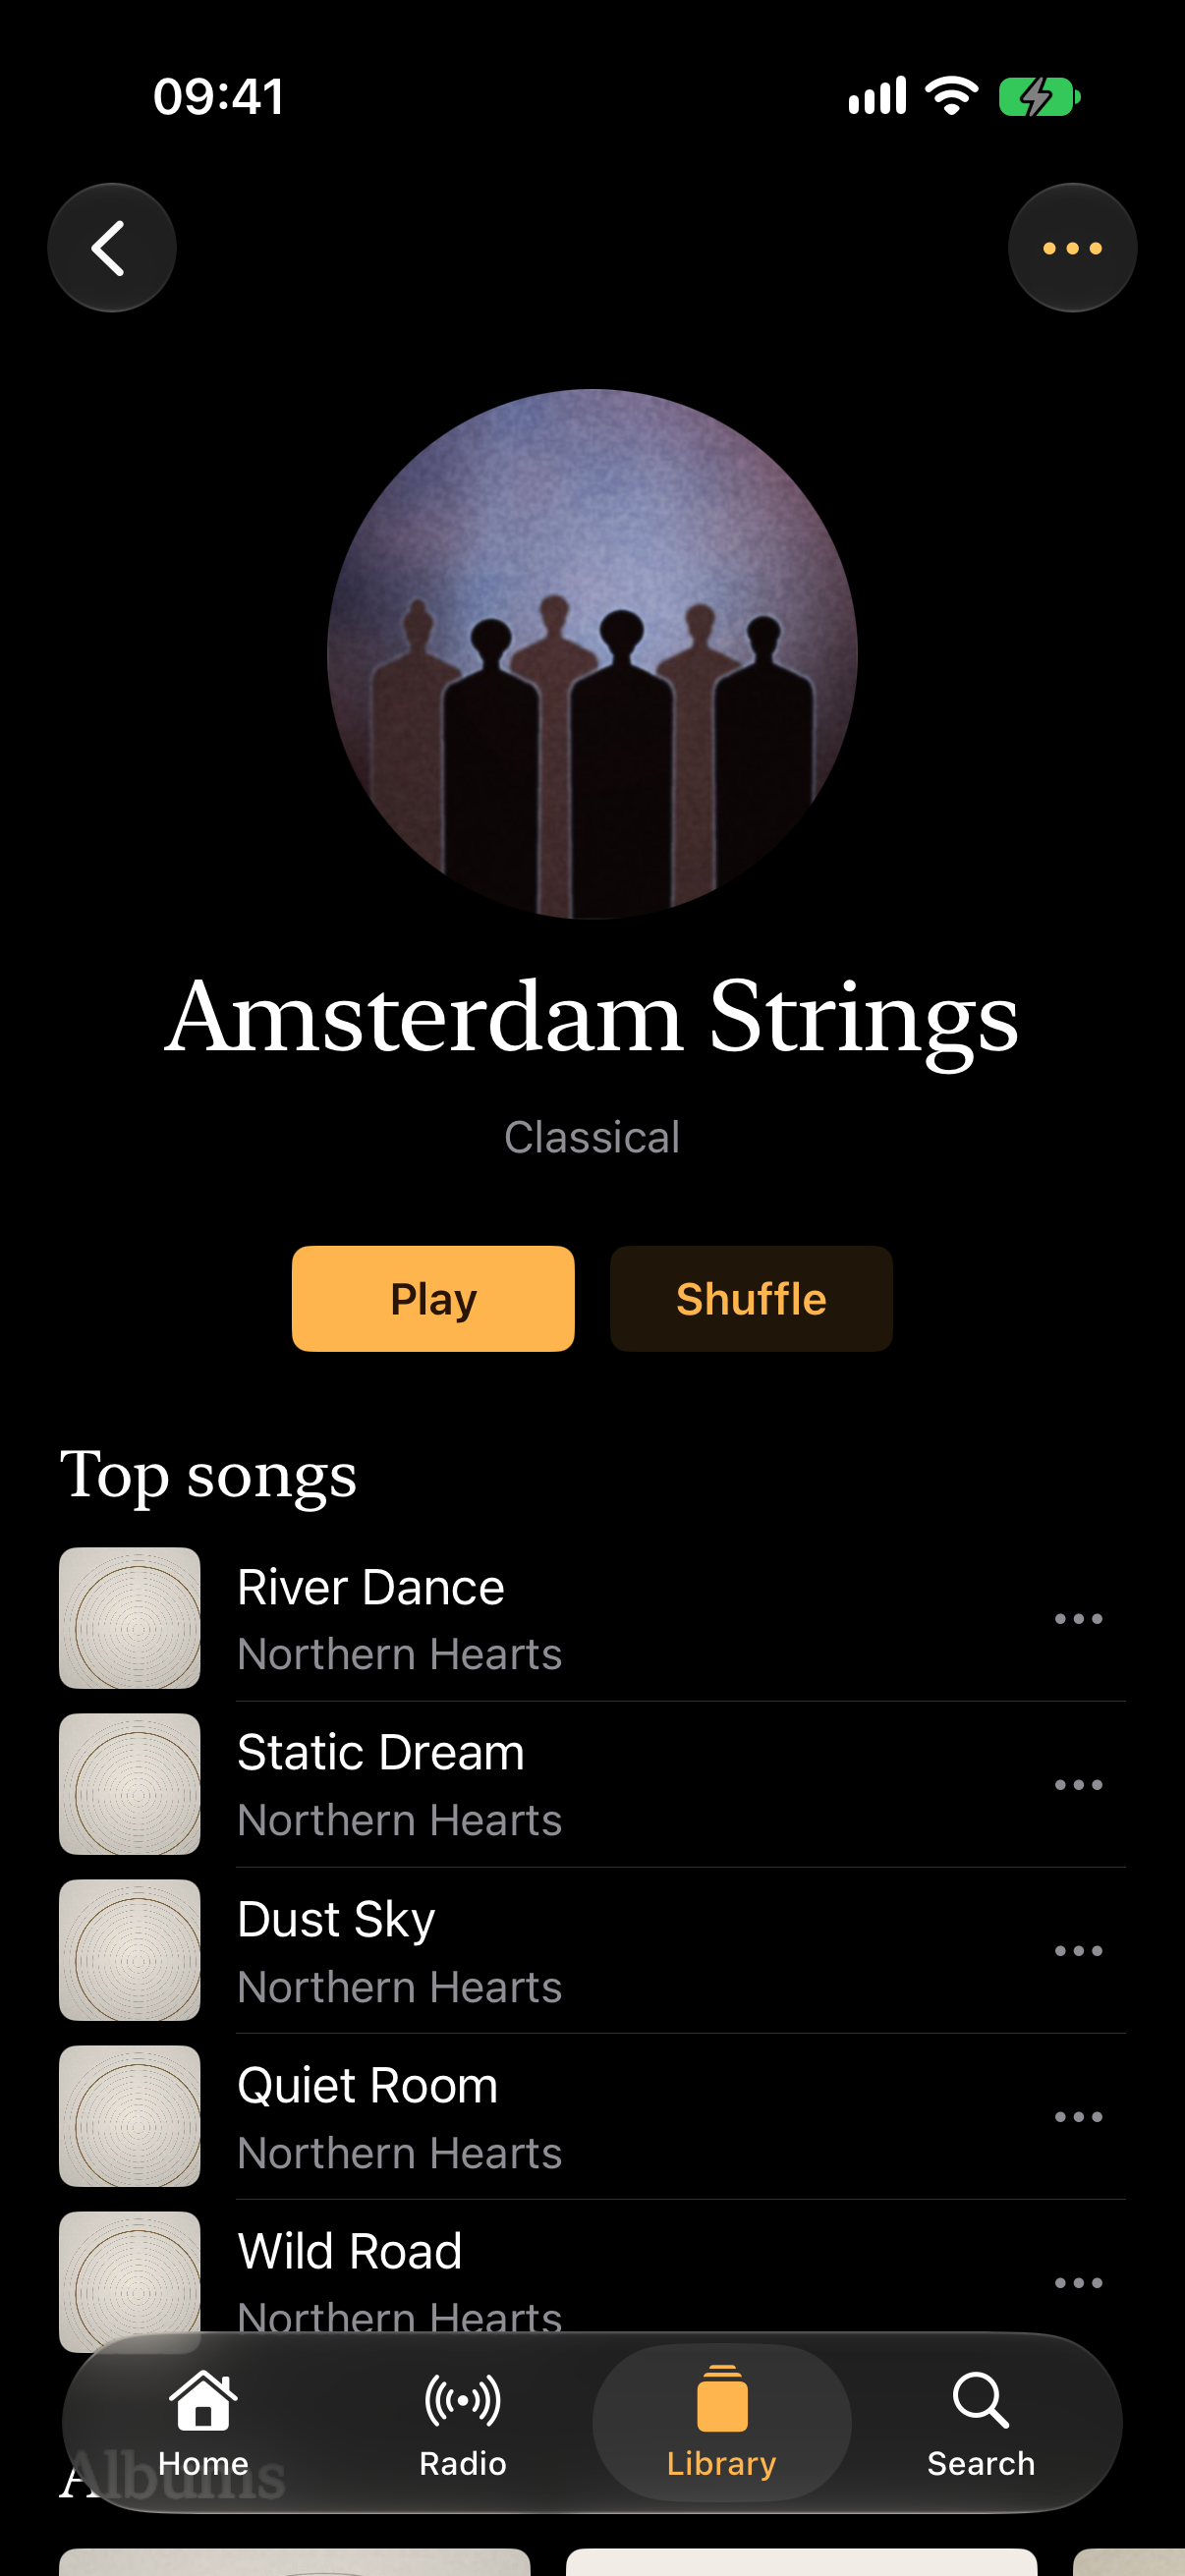 09:41
Amsterdam Strings
Classical
Play
Shuffle
Top songs
River Dance
Northern Hearts
Static Dream
Northern Hearts
Dust Sky
Northern Hearts
Quiet Room
Northern Hearts
Wild Road
Northern Hearts
Albums
Home
Radio
Library
Search